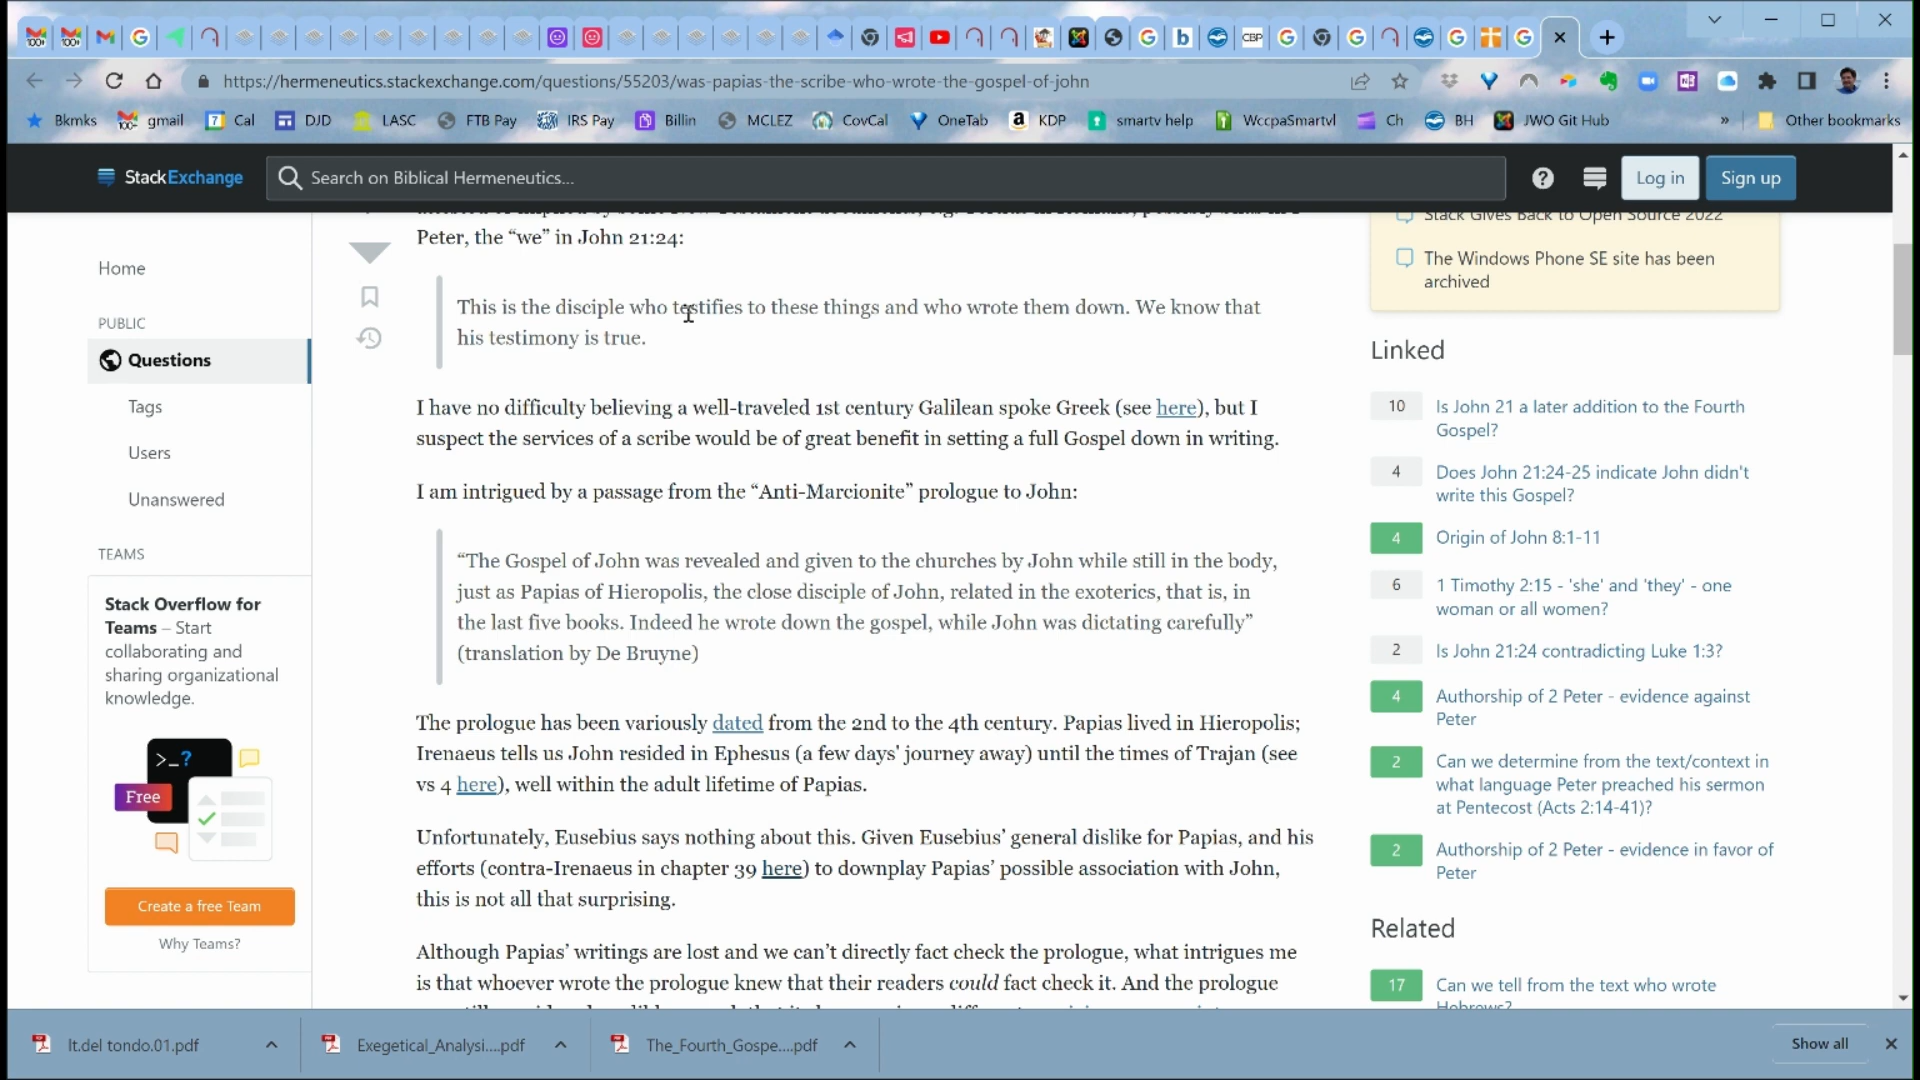 https://hermeneutics.stackexchange.com/questions/55203/was-papias-the-scribe-who-wrote-the-gospel-of-john
Bkmks gmail Cal DJD LASC FTB Pay IRS Pay Billin MCLEZ CovCal OneTab KDP smartv help WccpaSmartvl Ch BH JWO Git Hub » Other bookmarks
StackExchange Search on Biblical Hermeneutics... Log in Sign up
Home
PUBLIC
Questions
Tags
Users
Unanswered
TEAMS
Stack Overflow for
Teams – Start
collaborating and
sharing organizational
knowledge.
>_?
Free
Create a free Team
Why Teams?
Peter, the “we” in John 21:24:
This is the disciple who testifies to these things and who wrote them down. We know that
his testimony is true.
I have no difficulty believing a well-traveled 1st century Galilean spoke Greek (see here), but I
suspect the services of a scribe would be of great benefit in setting a full Gospel down in writing.
I am intrigued by a passage from the “Anti-Marcionite” prologue to John:
“The Gospel of John was revealed and given to the churches by John while still in the body,
just as Papias of Hieropolis, the close disciple of John, related in the exoterics, that is, in
the last five books. Indeed he wrote down the gospel, while John was dictating carefully”
(translation by De Bruyne)
The prologue has been variously dated from the 2nd to the 4th century. Papias lived in Hieropolis;
Irenaeus tells us John resided in Ephesus (a few days’ journey away) until the times of Trajan (see
vs 4 here), well within the adult lifetime of Papias.
Unfortunately, Eusebius says nothing about this. Given Eusebius’ general dislike for Papias, and his
efforts (contra-Irenaeus in chapter 39 here) to downplay Papias’ possible association with John,
this is not all that surprising.
Although Papias’ writings are lost and we can’t directly fact check the prologue, what intrigues me
is that whoever wrote the prologue knew that their readers could fact check it. And the prologue
Stack Gives Back to Open Source 2022
The Windows Phone SE site has been
archived
Linked
10 Is John 21 a later addition to the Fourth
Gospel?
4 Does John 21:24-25 indicate John didn't
write this Gospel?
4 Origin of John 8:1-11
6 1 Timothy 2:15 - 'she' and 'they' - one
woman or all women?
2 Is John 21:24 contradicting Luke 1:3?
4 Authorship of 2 Peter - evidence against
Peter
2 Can we determine from the text/context in
what language Peter preached his sermon
at Pentecost (Acts 2:14-41)?
2 Authorship of 2 Peter - evidence in favor of
Peter
Related
17 Can we tell from the text who wrote
Hebrews?
lt.del tondo.01.pdf Exegetical_Analysi....pdf The_Fourth_Gospe....pdf Show all